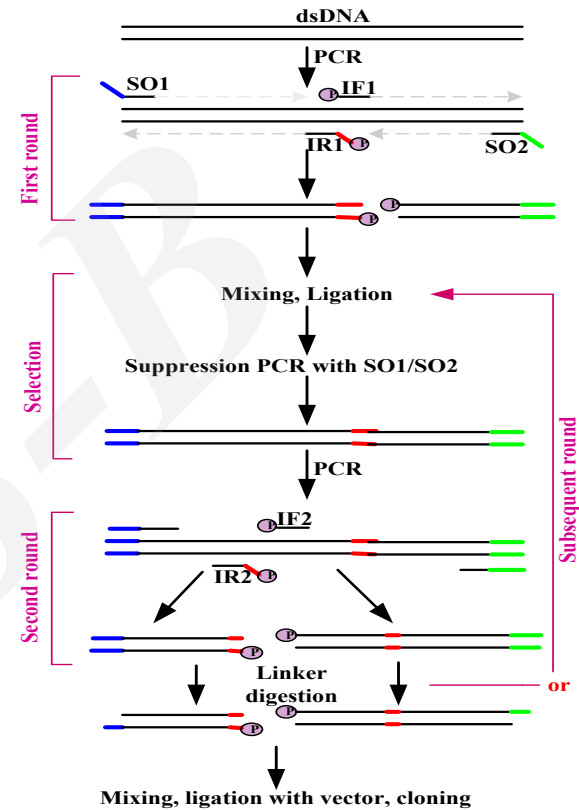 dsDNA
PCR
SO1
P
IF1
IR1
P
SO2
First round
P
P
Mixing, Ligation
Selection
Suppression PCR with SO1/SO2
PCR
Subsequent round
P
IF2
IR2
P
Second round
P
P
Linker
digestion
or
P
P
Mixing, ligation with vector, cloning